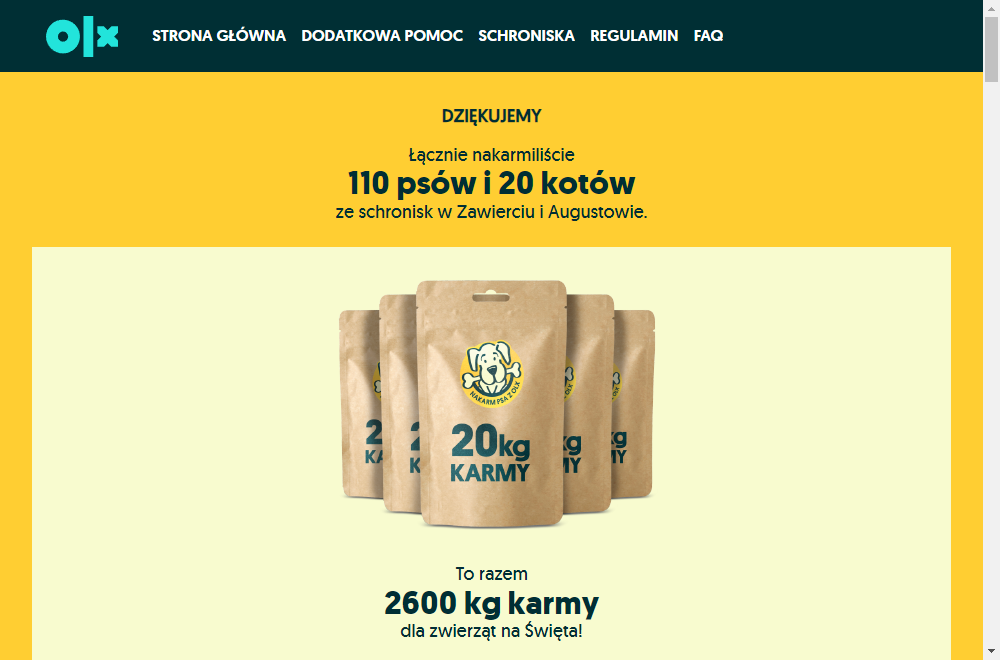 olx
STRONA GŁÓWNA DODATKOWA POMOC SCHRONISKA REGULAMIN FAQ
DZIĘKUJEMY
Łącznie nakarmiliście
110 psów i 20 kotów
ze schronisk w Zawierciu i Augustowie.
NAKARM PSA Z OLX
20kg
KARMY
To razem
2600 kg karmy
dla zwierząt na Święta!